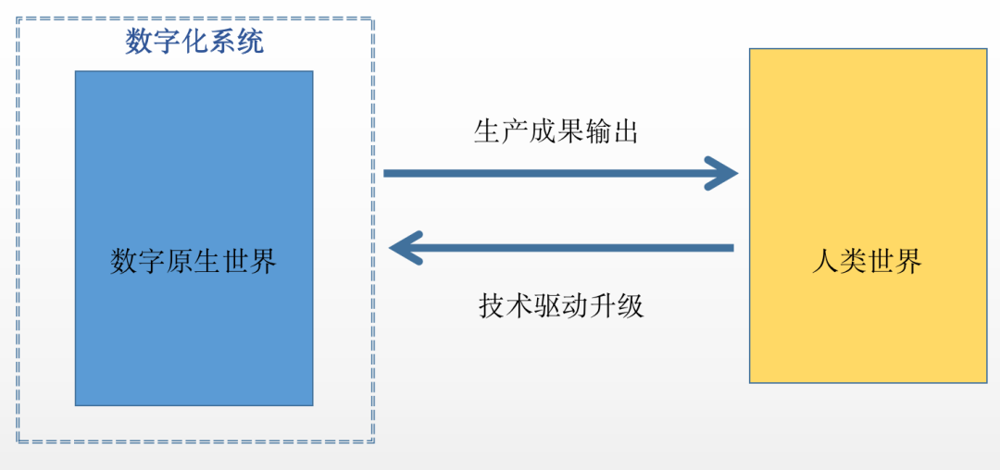 数字化系统
生产成果输出
数字原生世界
人类世界
技术驱动升级